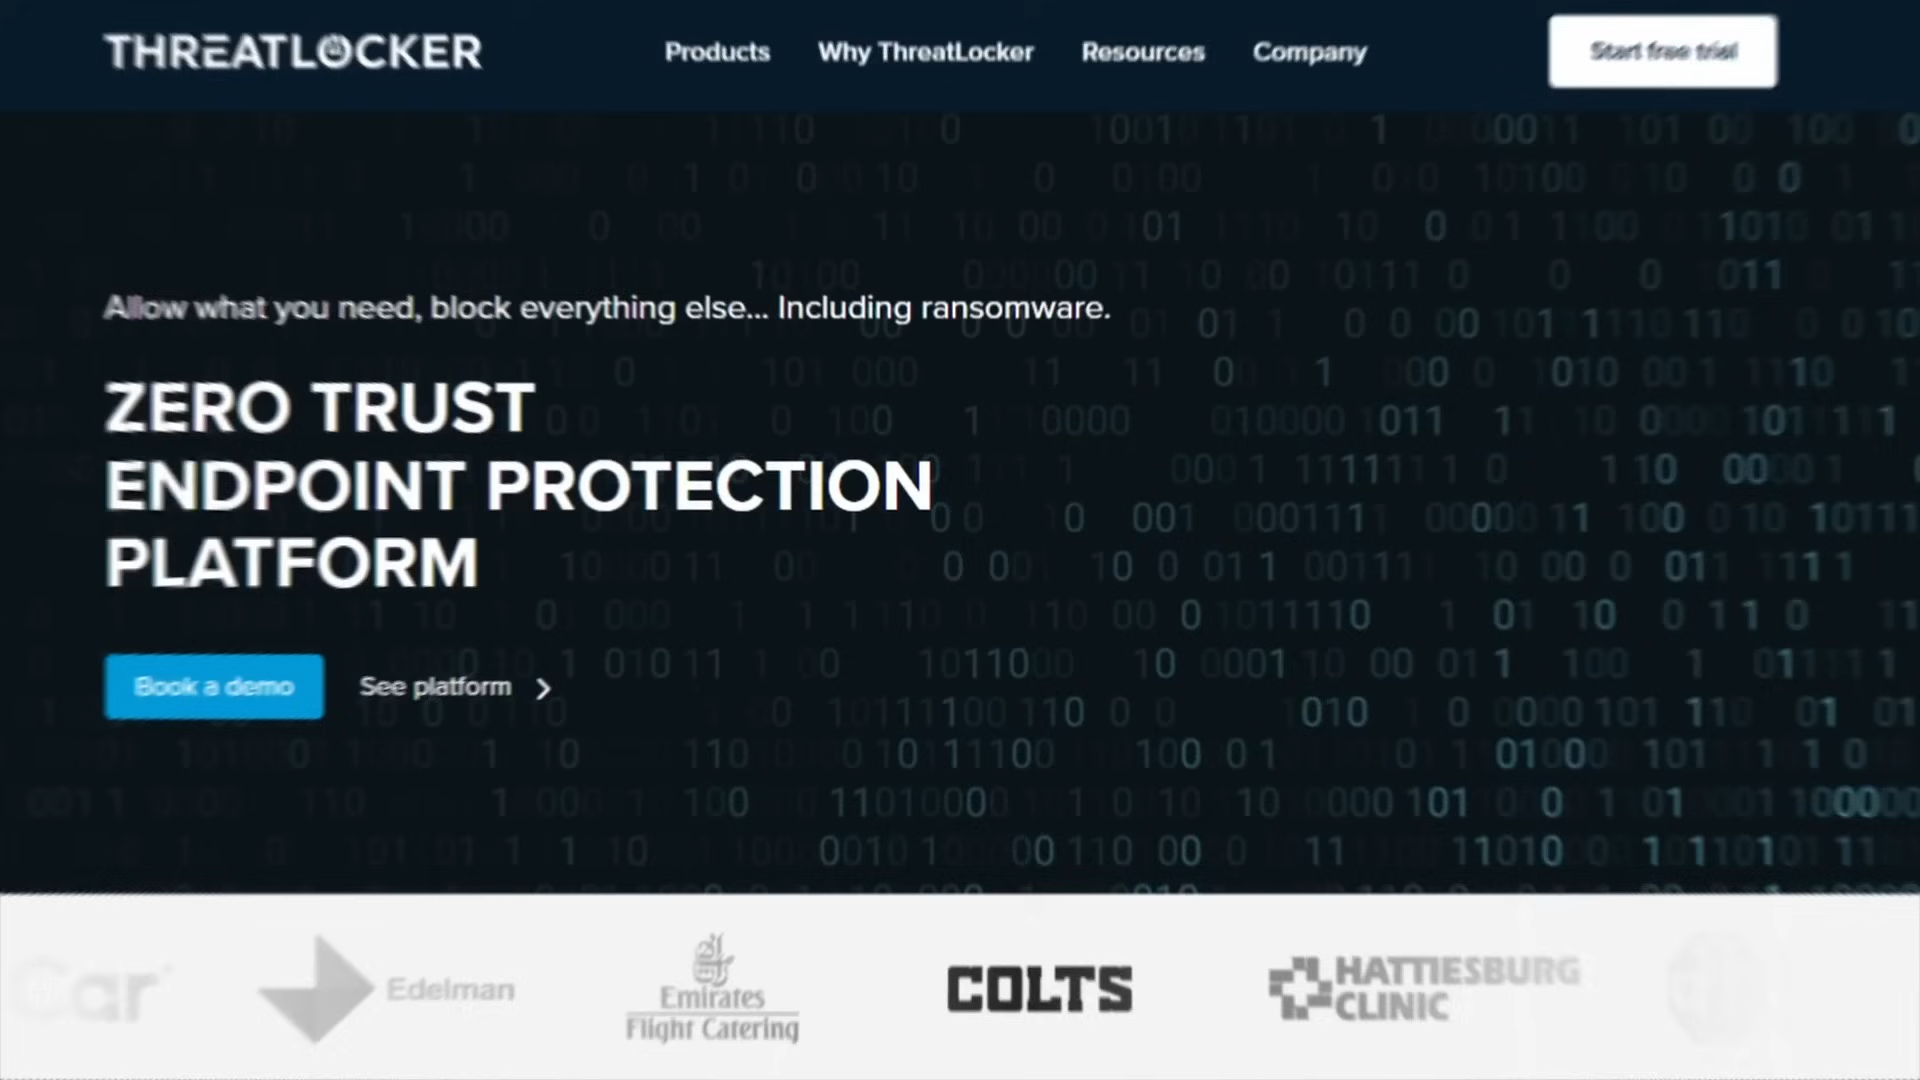 THREATLOCKER
Products
Why ThreatLocker
Resources
Company
Start free trial
Allow what you need, block everything else... Including ransomware.
ZERO TRUST
ENDPOINT PROTECTION
PLATFORM
Book a demo
See platform
Car
Edelman
Emirates
Flight Catering
COLTS
HATTIESBURG
CLINIC